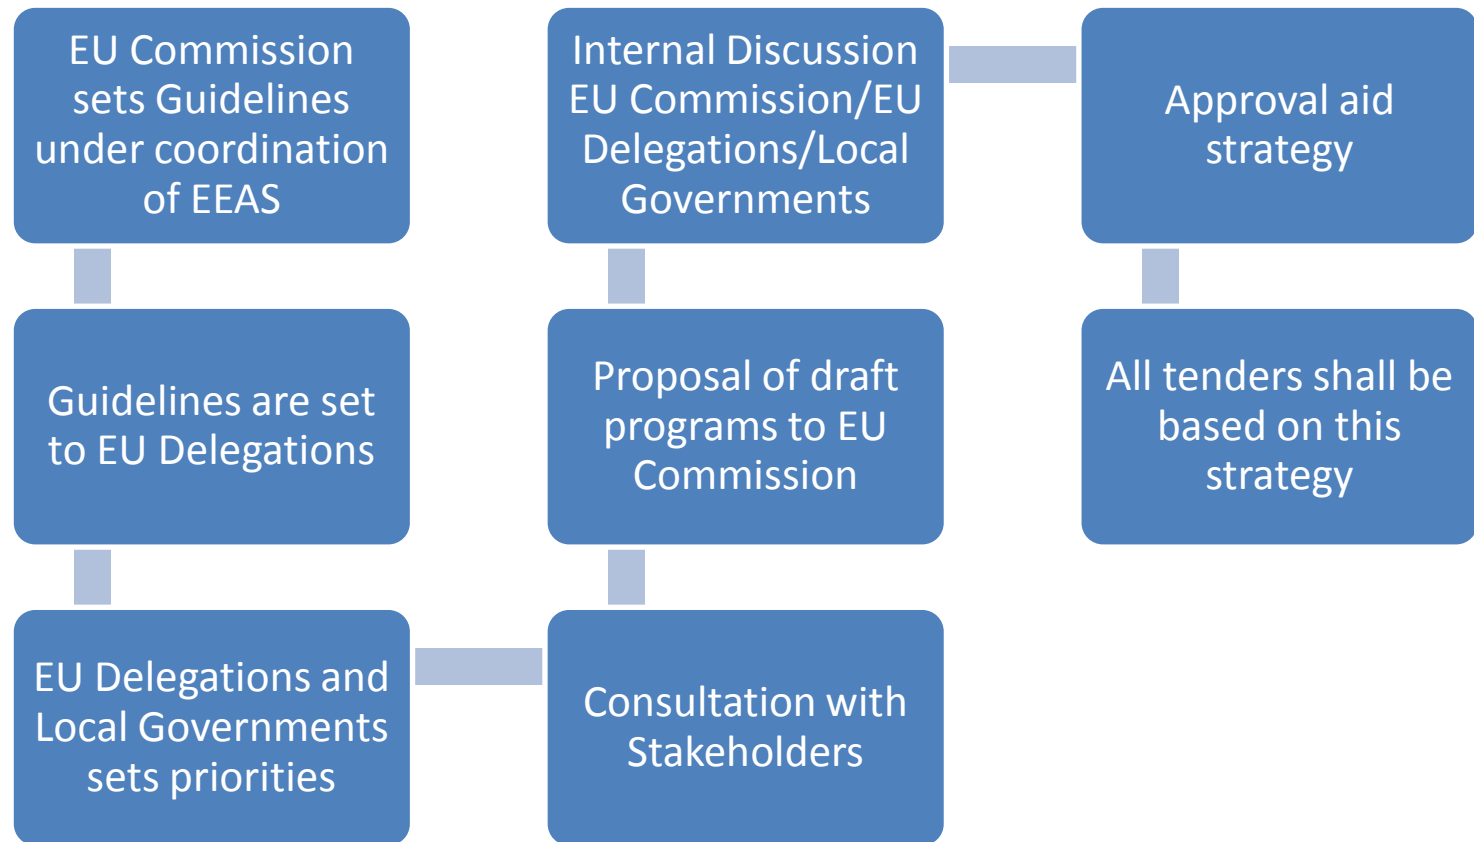 EU Commission
sets Guidelines
under coordination
of EEAS
Guidelines are set
to EU Delegations
EU Delegations and
Local Governments
sets priorities
Consultation with
Stakeholders
Proposal of draft
programs to EU
Commission
Internal Discussion
EU Commission/EU
Delegations/Local
Governments
Approval aid
strategy
All tenders shall be
based on this
strategy